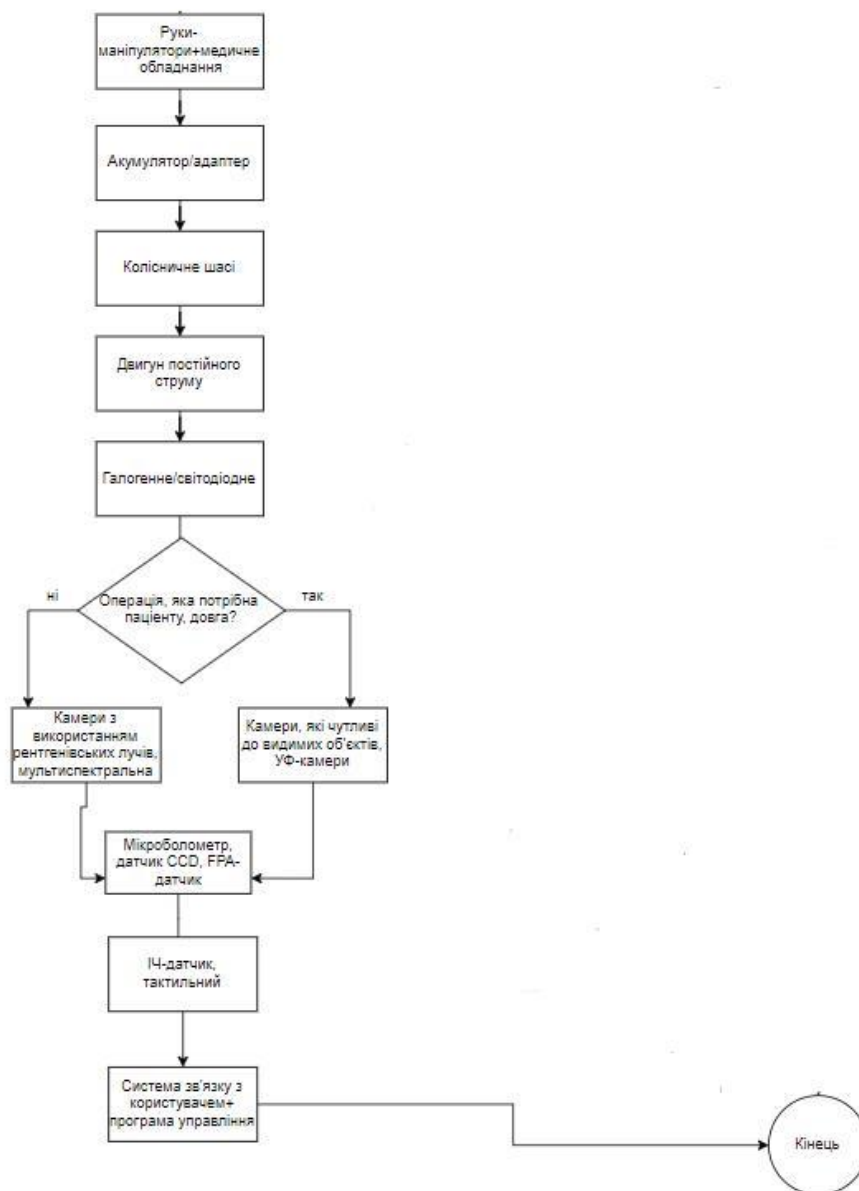 Руки-
маніпулятори+медичне
обладнання
Акумулятор/адаптер
Колісничне шасі
Двигун постійного
струму
Галогенне/світодіодне
ні
Операція, яка потрібна
пацієнту, довга?
так
Камери з
використанням
рентгенівських лучів,
мультиспектральна
Камери, які чутливі
до видимих об'єктів,
УФ-камери
Мікроболометр,
датчик CCD, FPA-
датчик
ІЧ-датчик,
тактильний
Система зв'язку з
користувачем+
програма управління
Кінець